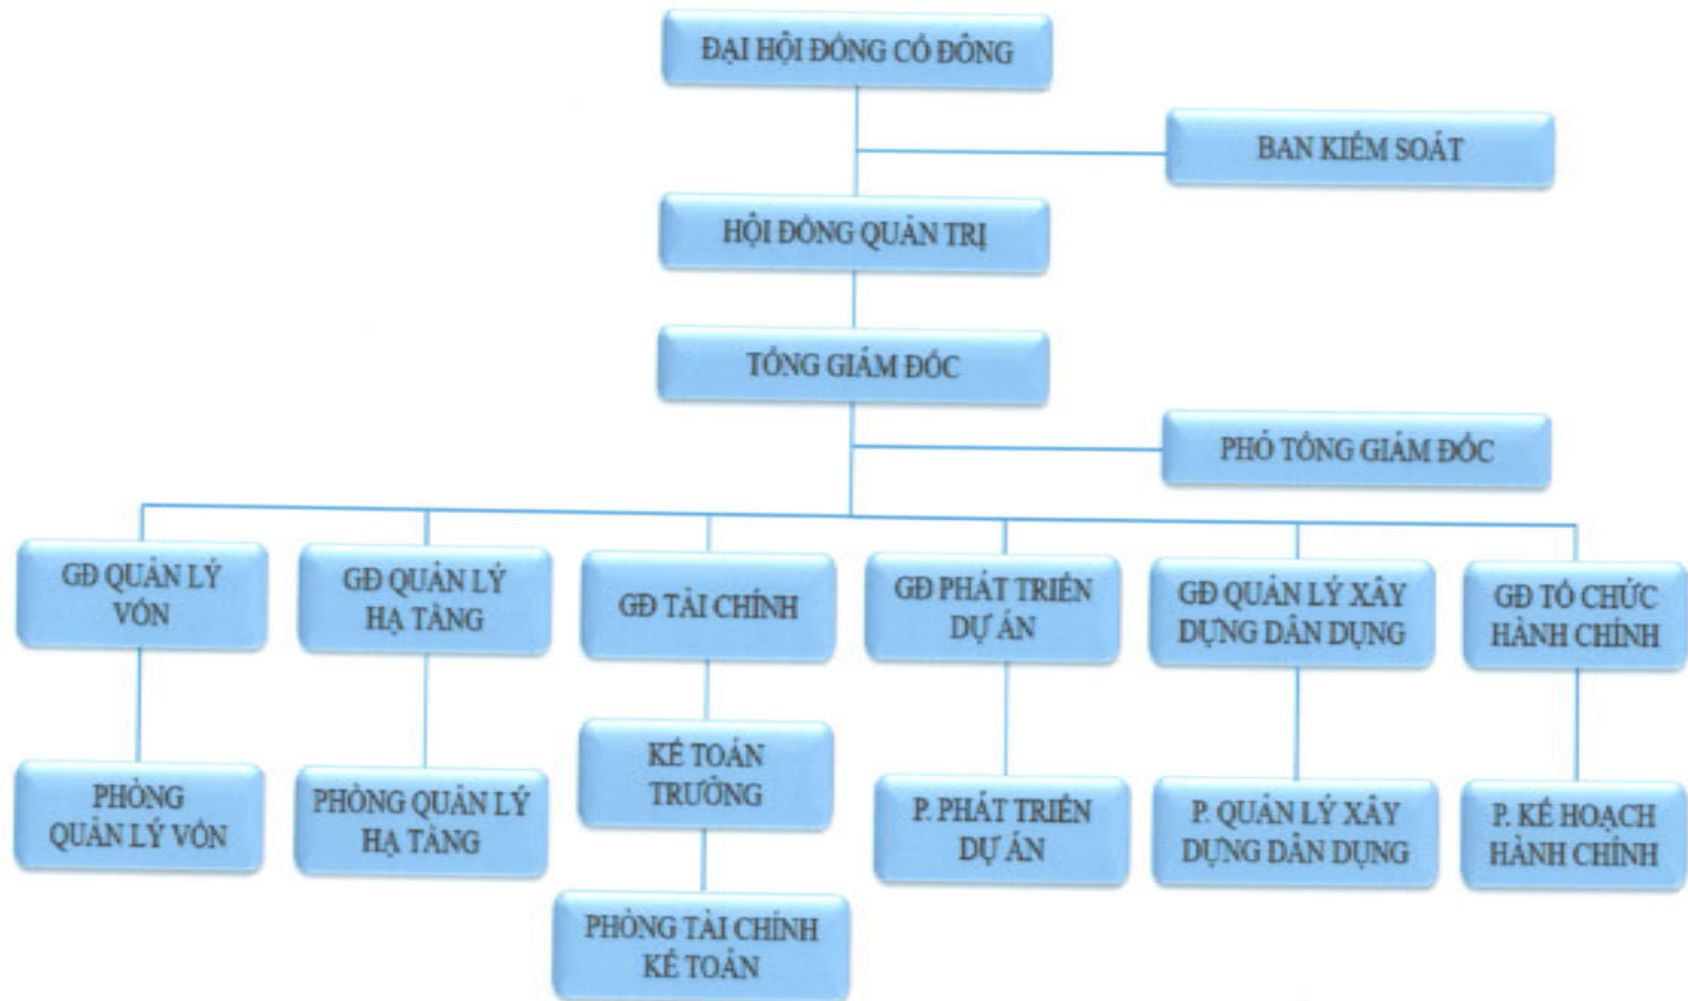 ĐẠI HỘI ĐỒNG CỔ ĐÔNG
BAN KIỂM SOÁT
HỘI ĐỒNG QUẢN TRỊ
TỔNG GIÁM ĐỐC
PHÓ TỔNG GIÁM ĐỐC
GĐ QUẢN LÝ
VỐN
GĐ QUẢN LÝ
HẠ TẦNG
GĐ TÀI CHÍNH
GĐ PHÁT TRIỂN
DỰ ÁN
GĐ QUẢN LÝ XÂY
DỰNG DÂN DỤNG
GĐ TỔ CHỨC
HÀNH CHÍNH
KẾ TOÁN
TRƯỞNG
PHÒNG
QUẢN LÝ VỐN
PHÒNG QUẢN LÝ
HẠ TẦNG
P. PHÁT TRIỂN
DỰ ÁN
P. QUẢN LÝ XÂY
DỰNG DÂN DỤNG
P. KẾ HOẠCH
HÀNH CHÍNH
PHÒNG TÀI CHÍNH
KẾ TOÁN